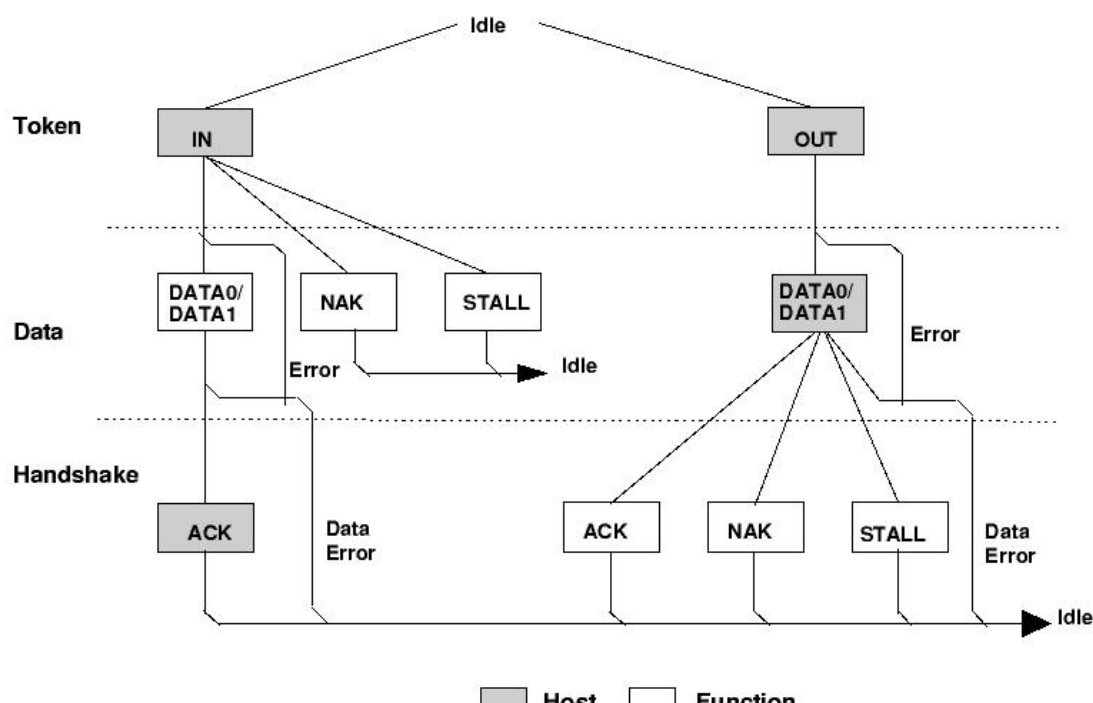 Idle
Token
IN
OUT
DATA0/
DATA1
NAK
STALL
DATA0/
DATA1
Data
Error
Idle
Error
Handshake
ACK
Data
Error
ACK
NAK
STALL
Data
Error
Idle
Host
Function